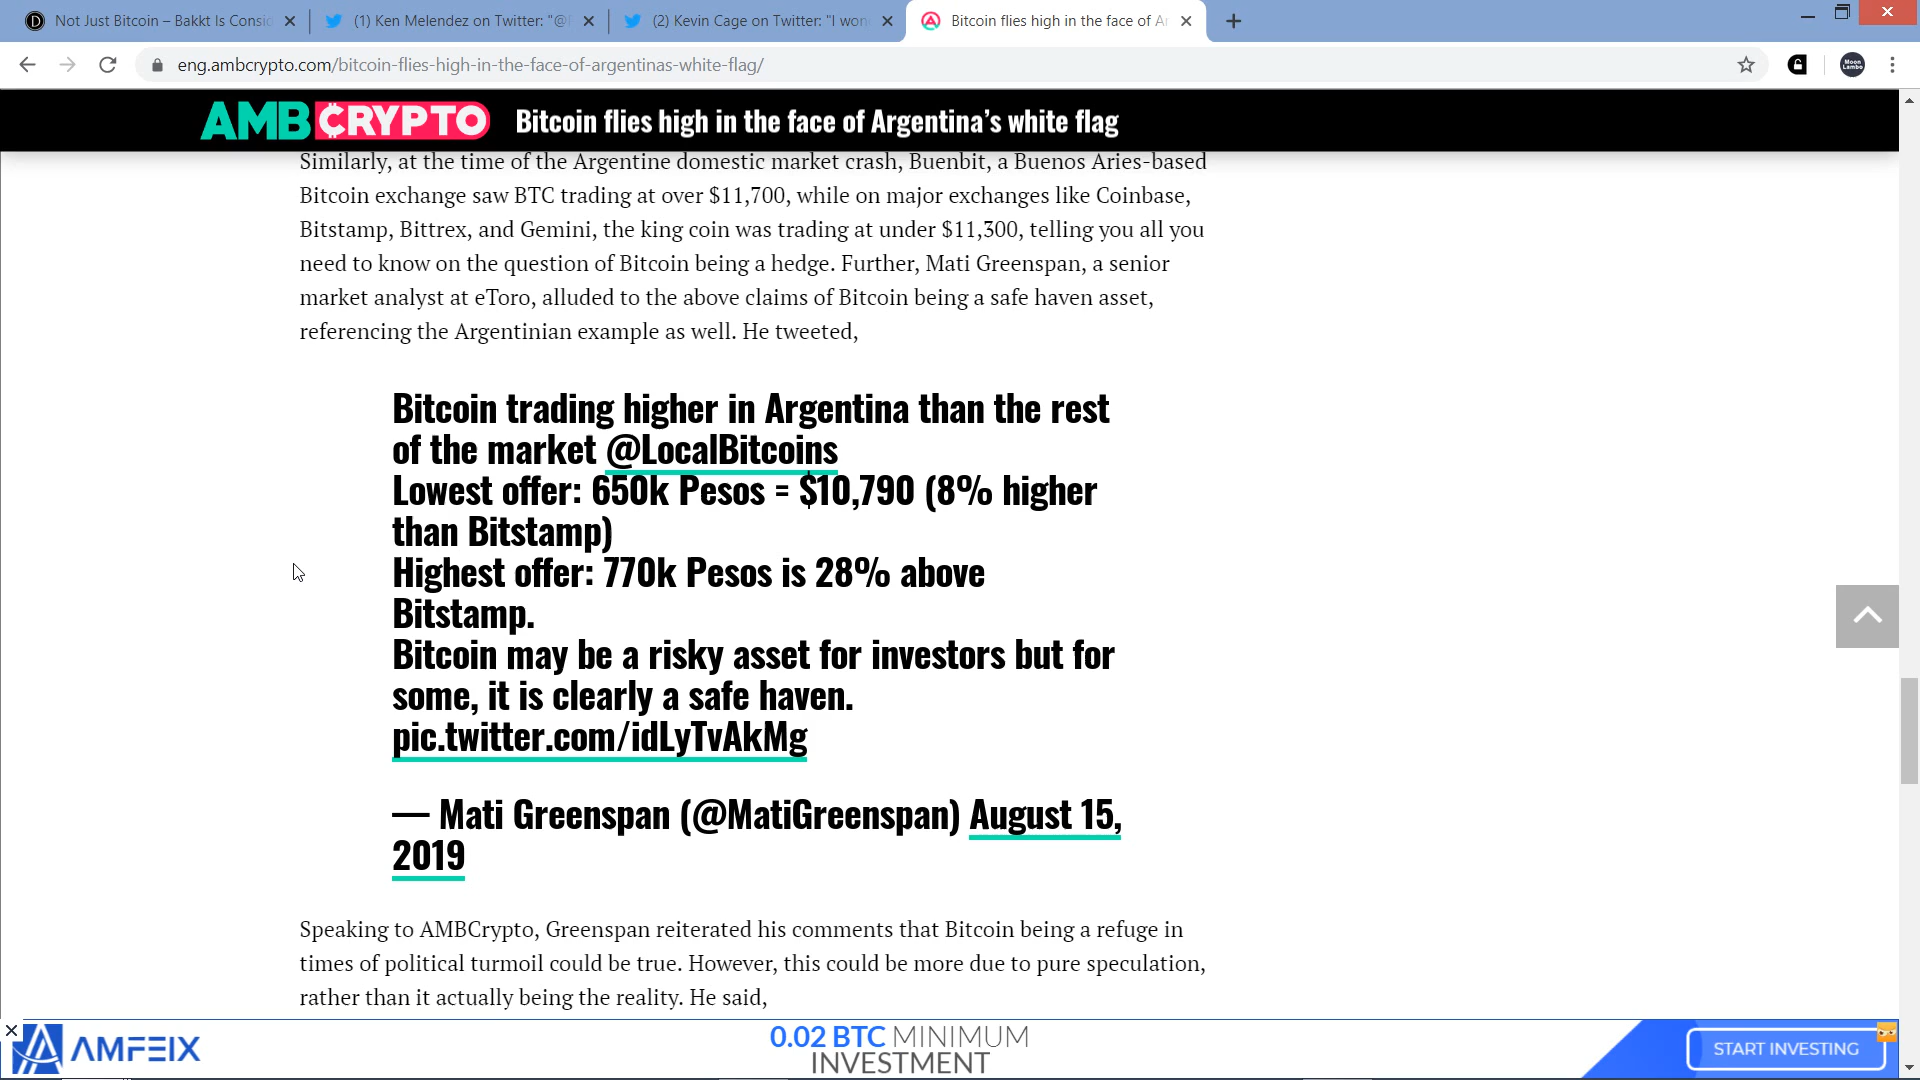 Not Just Bitcoin – Bakkt Is Consid
(1) Ken Melendez on Twitter: "@
(2) Kevin Cage on Twitter: "I won
Bitcoin flies high in the face of A
eng.ambcrypto.com/bitcoin-flies-high-in-the-face-of-argentinas-white-flag/
Moon Lambo
AMBCRYPTO Bitcoin flies high in the face of Argentina's white flag
Similarly, at the time of the Argentine domestic market crash, Buenbit, a Buenos Aries-based
Bitcoin exchange saw BTC trading at over $11,700, while on major exchanges like Coinbase,
Bitstamp, Bittrex, and Gemini, the king coin was trading at under $11,300, telling you all you
need to know on the question of Bitcoin being a hedge. Further, Mati Greenspan, a senior
market analyst at eToro, alluded to the above claims of Bitcoin being a safe haven asset,
referencing the Argentinian example as well. He tweeted,
Bitcoin trading higher in Argentina than the rest
of the market @LocalBitcoins
Lowest offer: 650k Pesos = $10,790 (8% higher
than Bitstamp)
Highest offer: 770k Pesos is 28% above
Bitstamp.
Bitcoin may be a risky asset for investors but for
some, it is clearly a safe haven.
pic.twitter.com/idLyTvAkMg
— Mati Greenspan (@MatiGreenspan) August 15,
2019
Speaking to AMBCrypto, Greenspan reiterated his comments that Bitcoin being a refuge in
times of political turmoil could be true. However, this could be more due to pure speculation,
rather than it actually being the reality. He said,
AMFEIX
0.02 BTC MINIMUM
INVESTMENT
START INVESTING